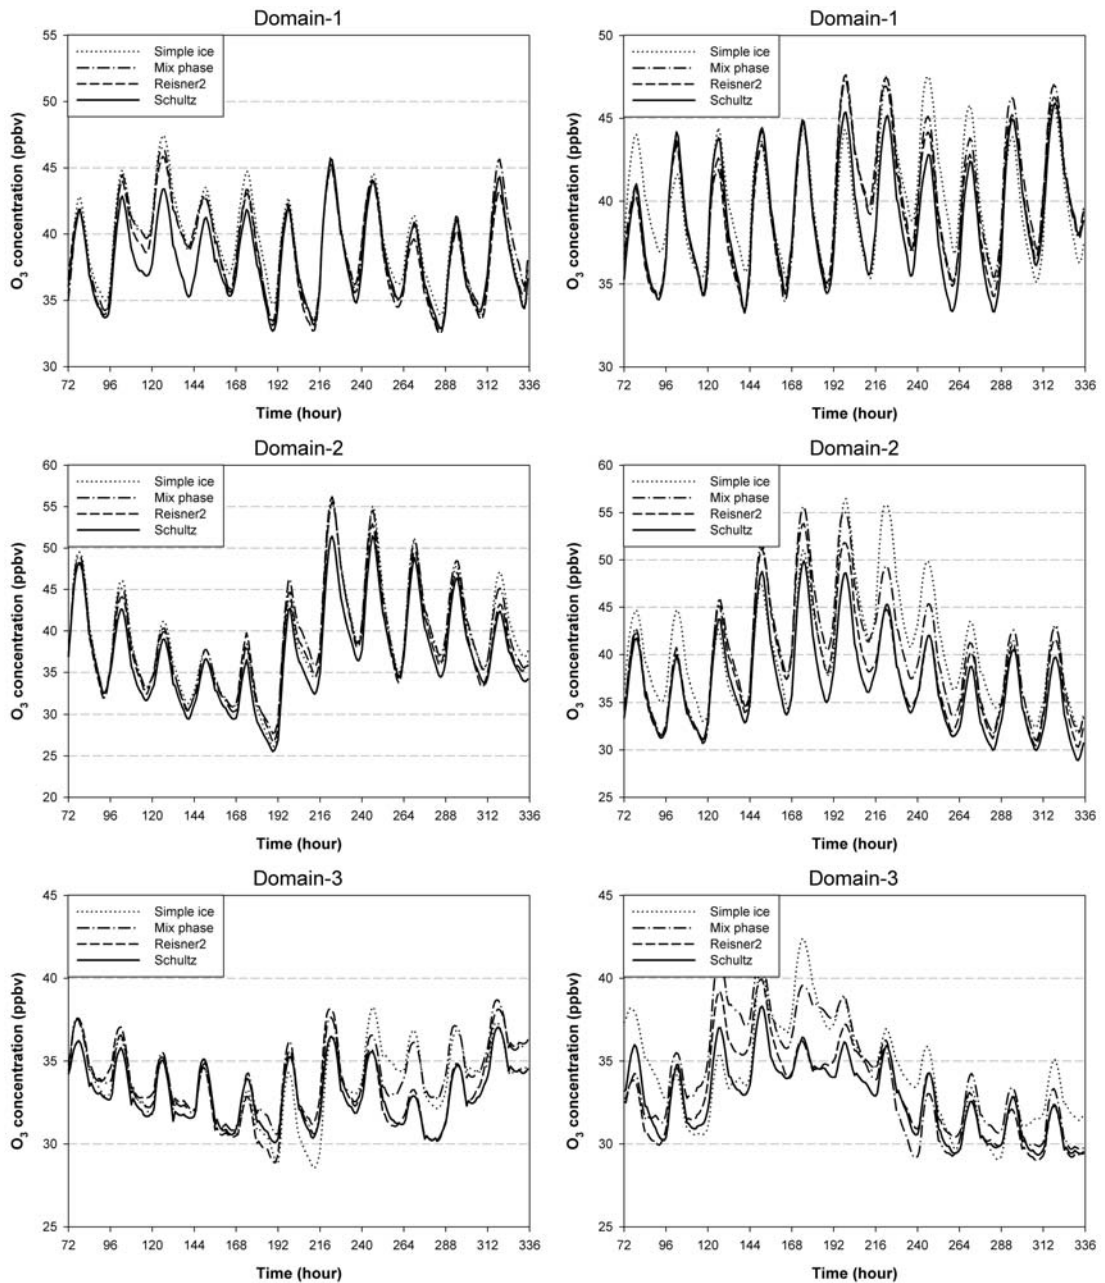 Domain-1
55
50
45
40
35
30
Simple ice
Mix phase
Reisner2
Schultz
O₃ concentration (ppbv)
72 96 120 144 168 192 216 240 264 288 312 336
Time (hour)
Domain-1
50
45
40
35
30
Simple ice
Mix phase
Reisner2
Schultz
O₃ concentration (ppbv)
72 96 120 144 168 192 216 240 264 288 312 336
Time (hour)
Domain-2
60
55
50
45
40
35
30
25
20
Simple ice
Mix phase
Reisner2
Schultz
O₃ concentration (ppbv)
72 96 120 144 168 192 216 240 264 288 312 336
Time (hour)
Domain-2
60
55
50
45
40
35
30
25
Simple ice
Mix phase
Reisner2
Schultz
O₃ concentration (ppbv)
72 96 120 144 168 192 216 240 264 288 312 336
Time (hour)
Domain-3
45
40
35
30
25
Simple ice
Mix phase
Reisner2
Schultz
O₃ concentration (ppbv)
72 96 120 144 168 192 216 240 264 288 312 336
Time (hour)
Domain-3
45
40
35
30
25
Simple ice
Mix phase
Reisner2
Schultz
O₃ concentration (ppbv)
72 96 120 144 168 192 216 240 264 288 312 336
Time (hour)